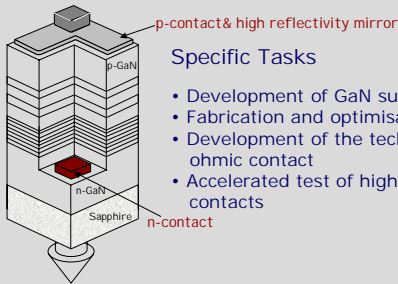 p-contact& high reflectivity mirror
p-GaN
Specific Tasks
• Development of GaN su
• Fabrication and optimisa
• Development of the tech
ohmic contact
• Accelerated test of high
contacts
n-GaN
Sapphire
n-contact